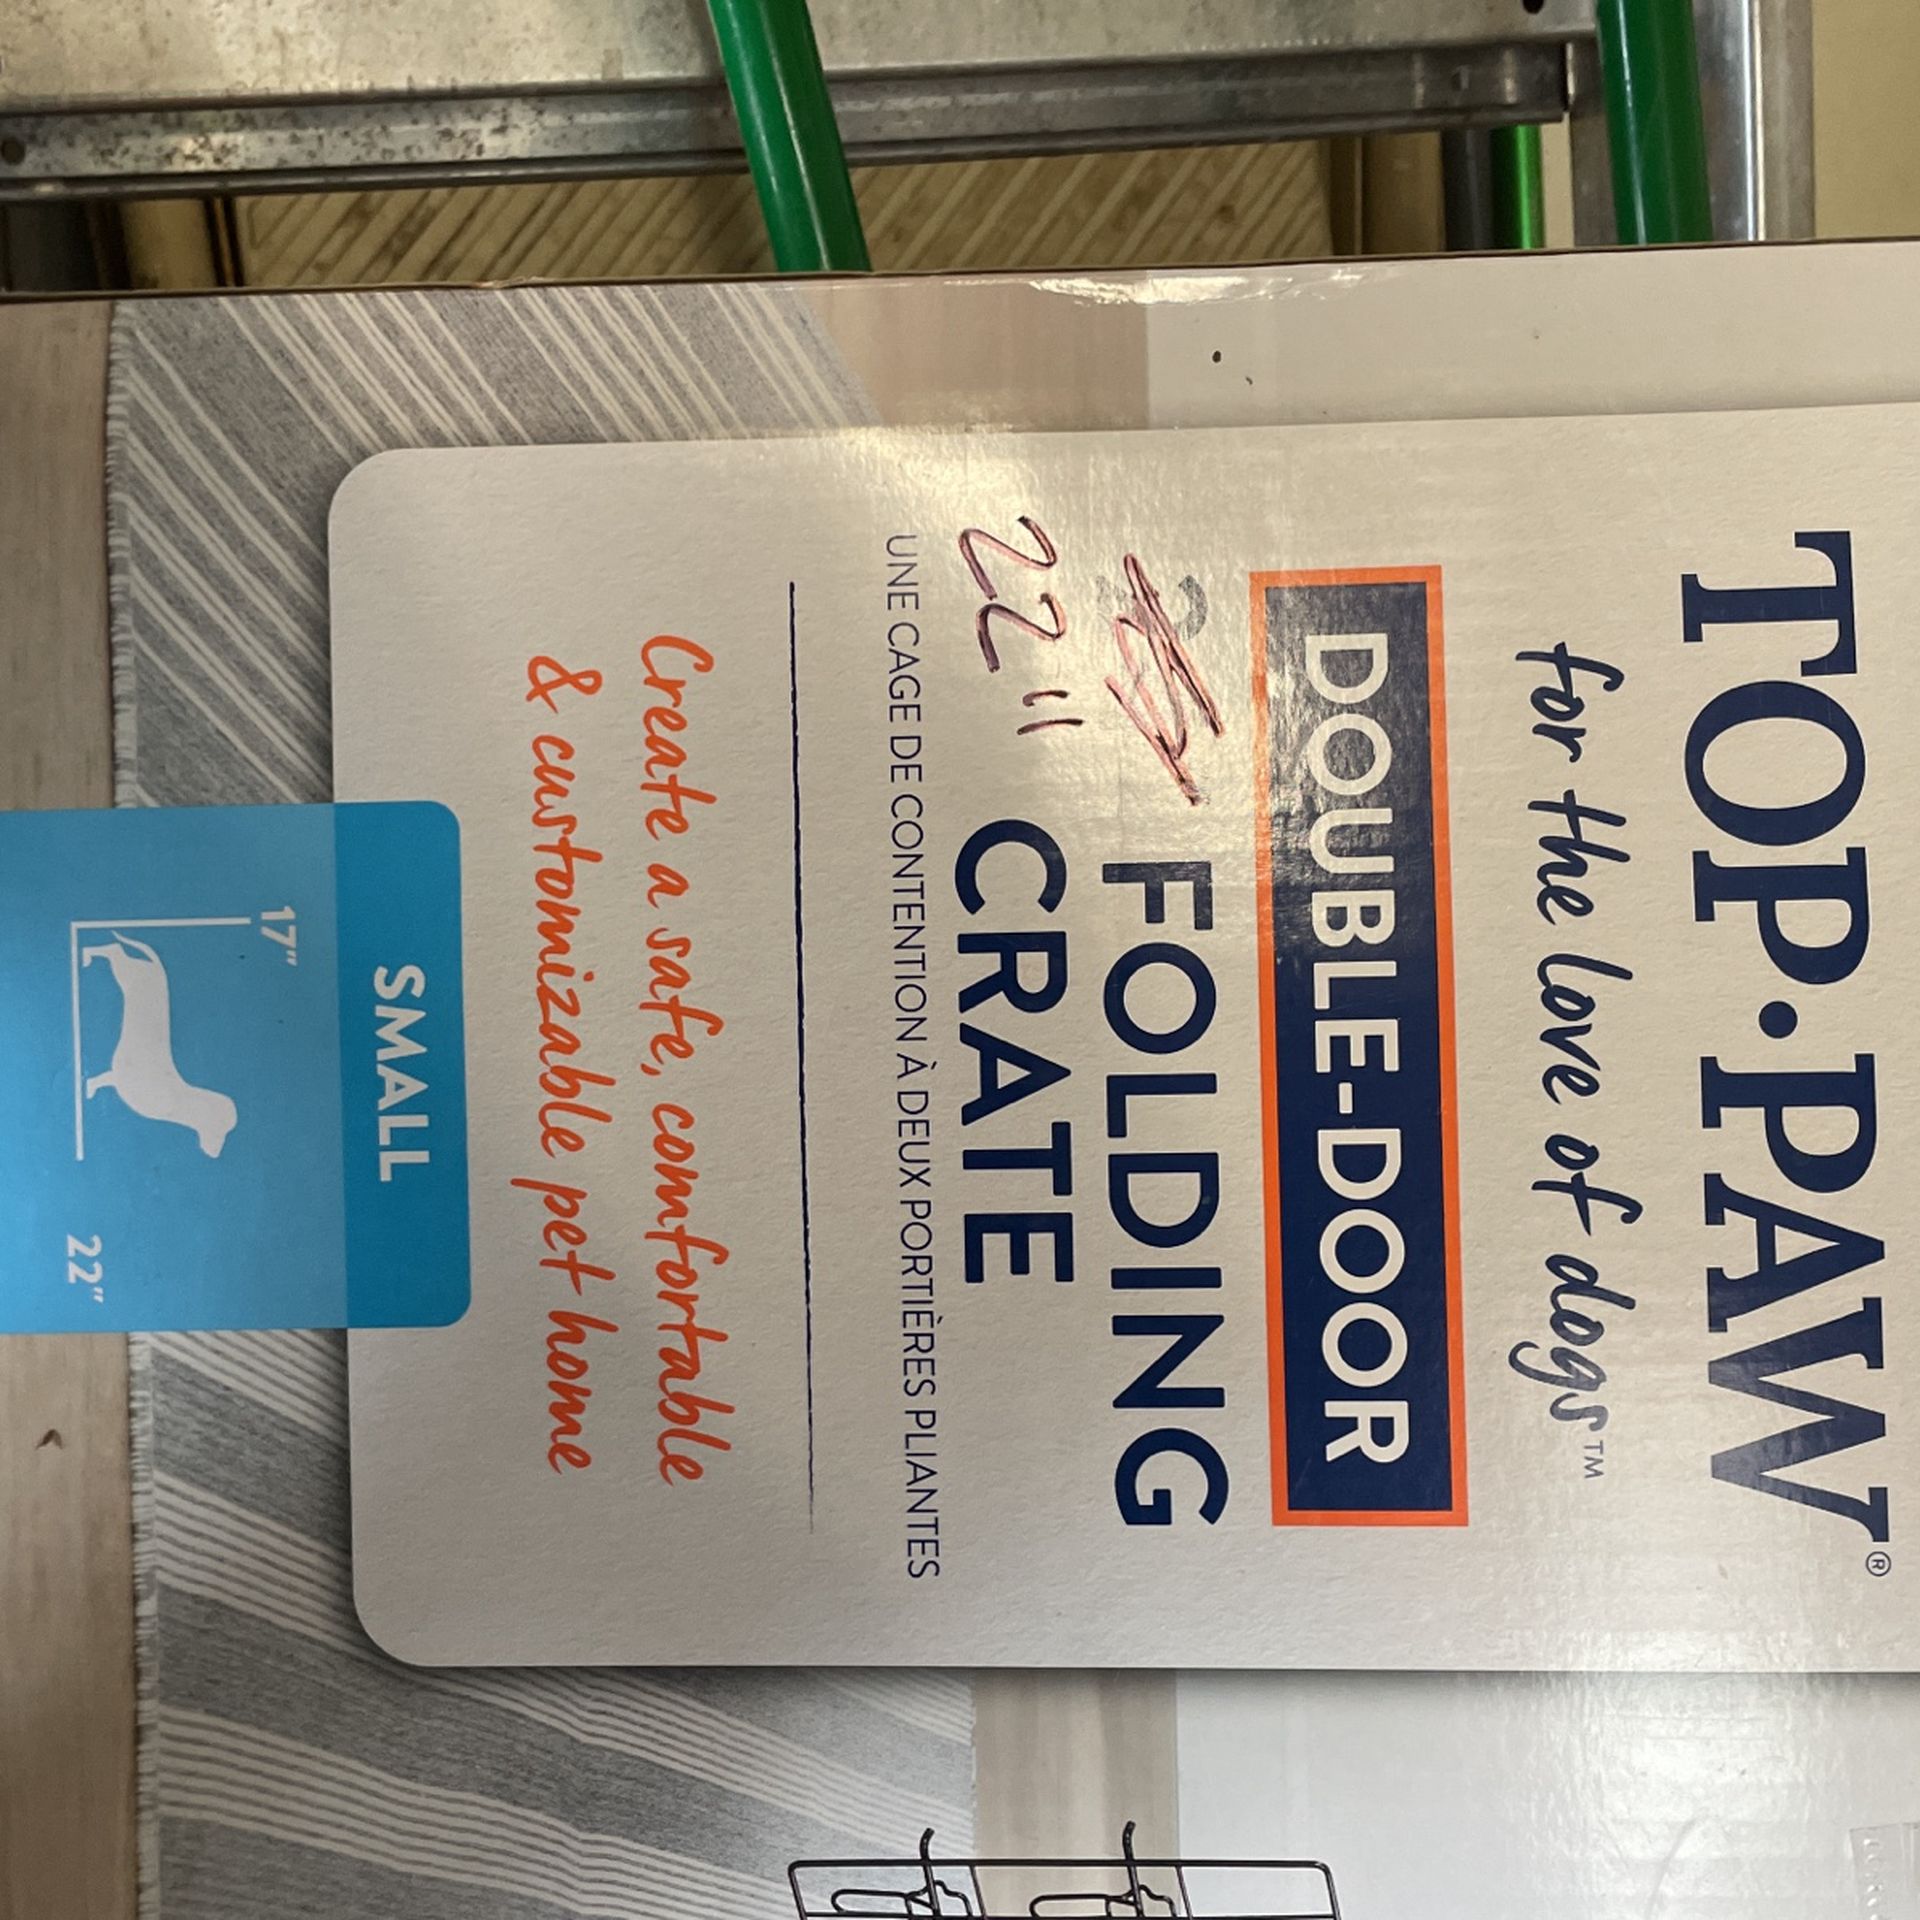 TOP•PAW®
for the love of dogs™
DOUBLE-DOOR
FOLDING
22" CRATE
UNE CAGE DE CONTENTION À DEUX PORTIÈRES PLIANTES
Create a safe, comfortable
& customizable pet home
SMALL
17"
22"